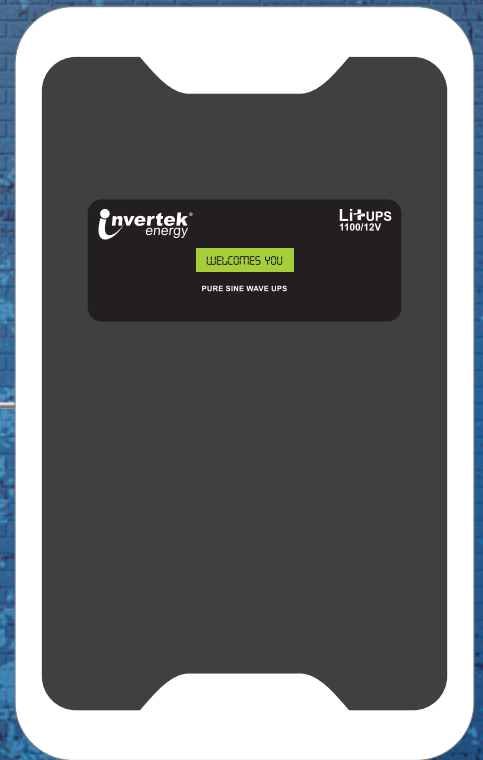 invertek®
energy
Li+UPS
1100/12V
WELCOMES YOU
PURE SINE WAVE UPS